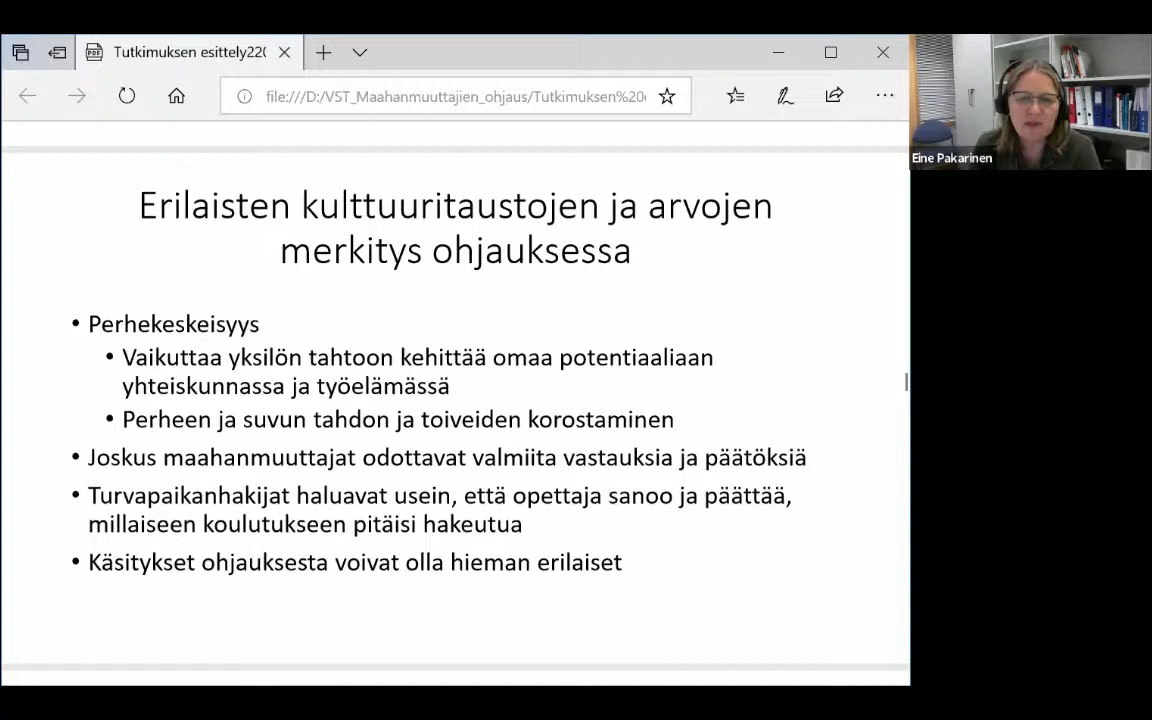 Tutkimuksen esittely220
file:///D:/VST_Maahanmuuttajien_ohjaus/Tutkimuksen%20
Eine Pakarinen
Erilaisten kulttuuritaustojen ja arvojen
merkitys ohjauksessa
• Perhekeskeisyys
• Vaikuttaa yksilön tahtoon kehittää omaa potentiaaliaan
yhteiskunnassa ja työelämässä
• Perheen ja suvun tahdon ja toiveiden korostaminen
• Joskus maahanmuuttajat odottavat valmiita vastauksia ja päätöksiä
• Turvapaikanhakijat haluavat usein, että opettaja sanoo ja päättää,
millaiseen koulutukseen pitäisi hakeutua
• Käsitykset ohjauksesta voivat olla hieman erilaiset